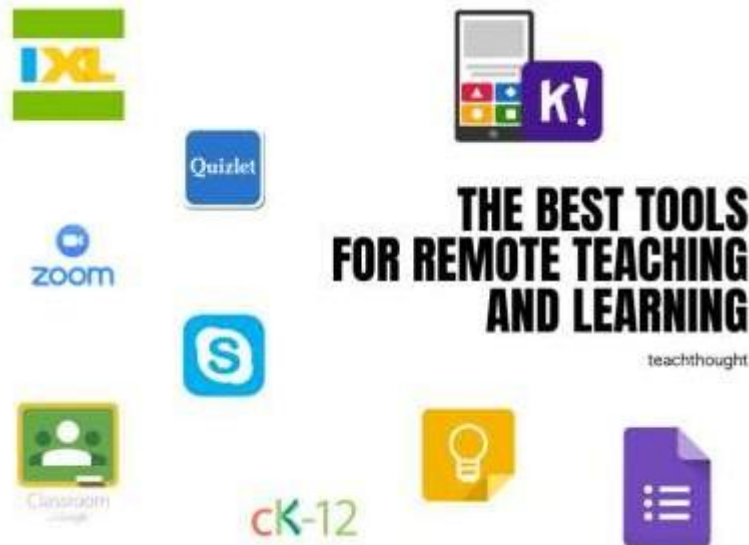 IXL
K!
Quizlet
THE BEST TOOLS
FOR REMOTE TEACHING
AND LEARNING
zoom
S
teachthought
Classroom
cK-12